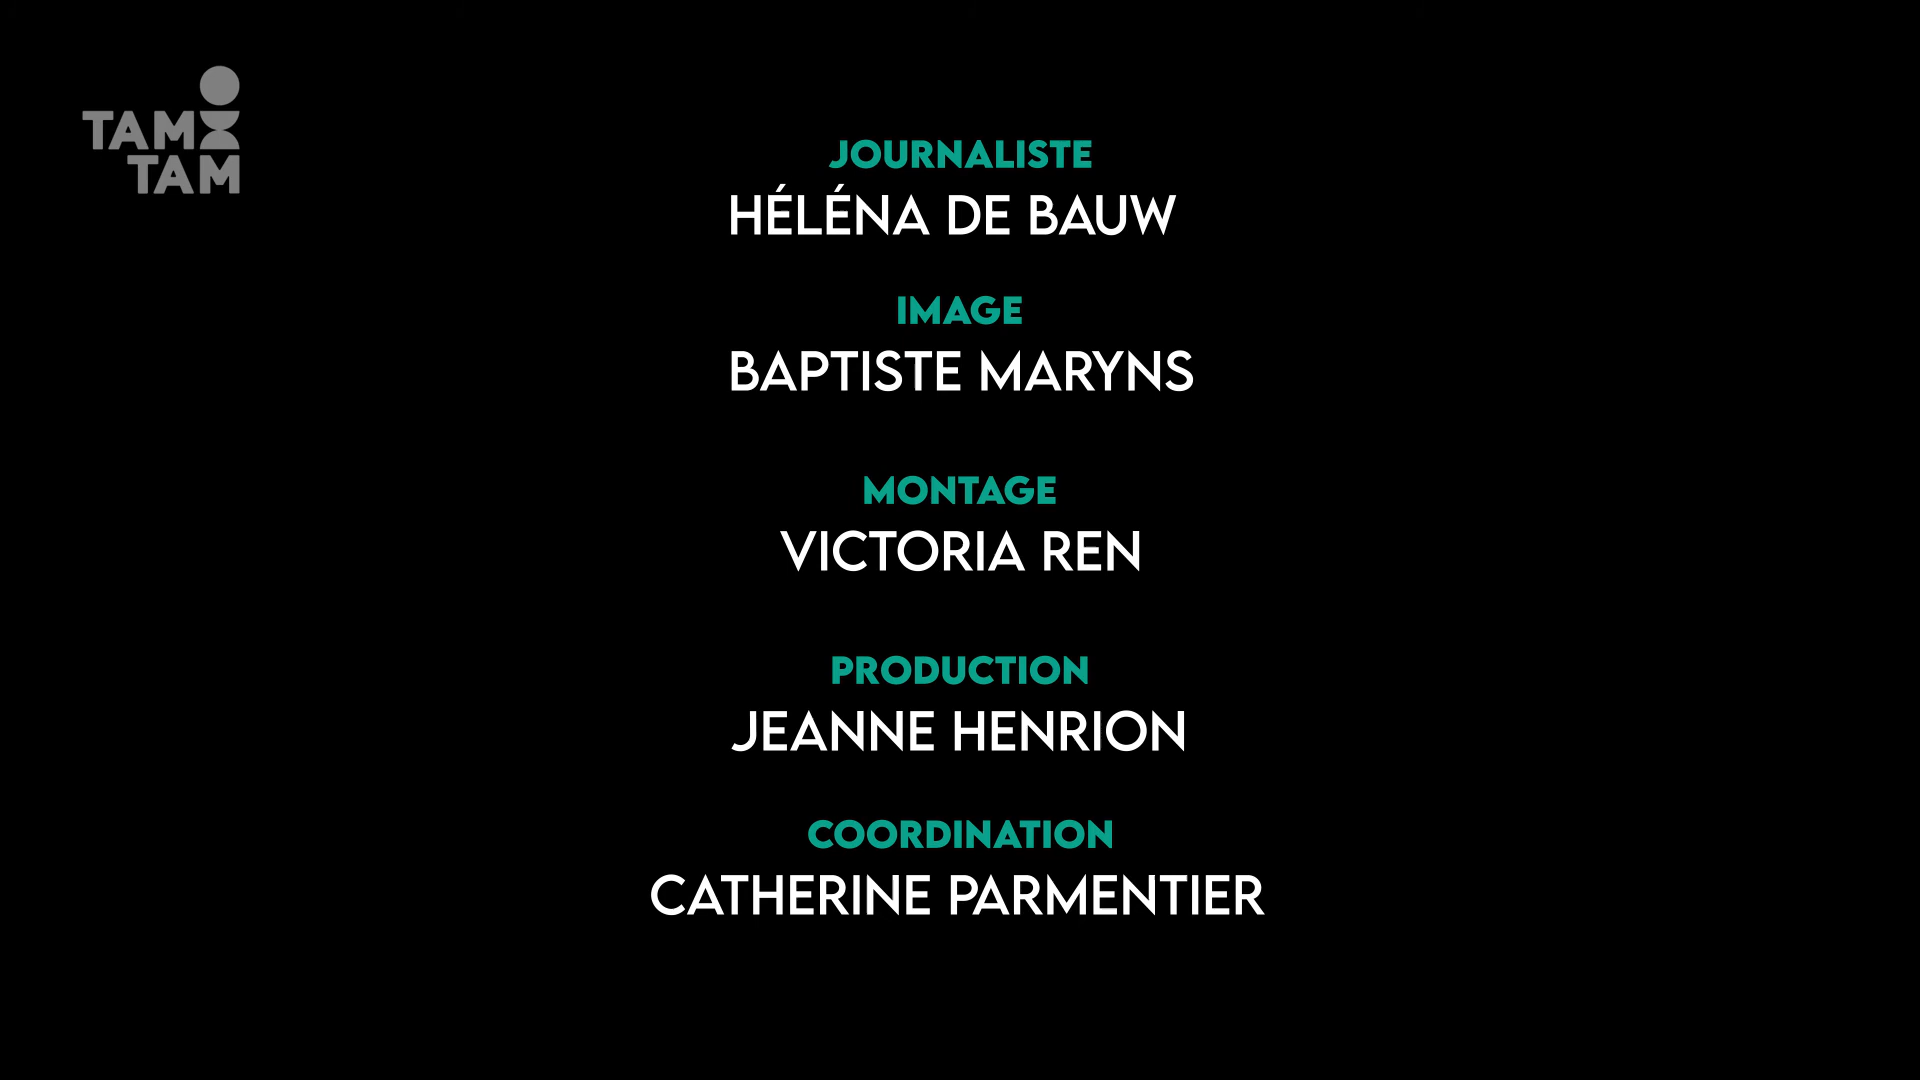 TAM
TAM
JOURNALISTE
HÉLÉNA DE BAUW
IMAGE
BAPTISTE MARYNS
MONTAGE
VICTORIA REN
PRODUCTION
JEANNE HENRION
COORDINATION
CATHERINE PARMENTIER